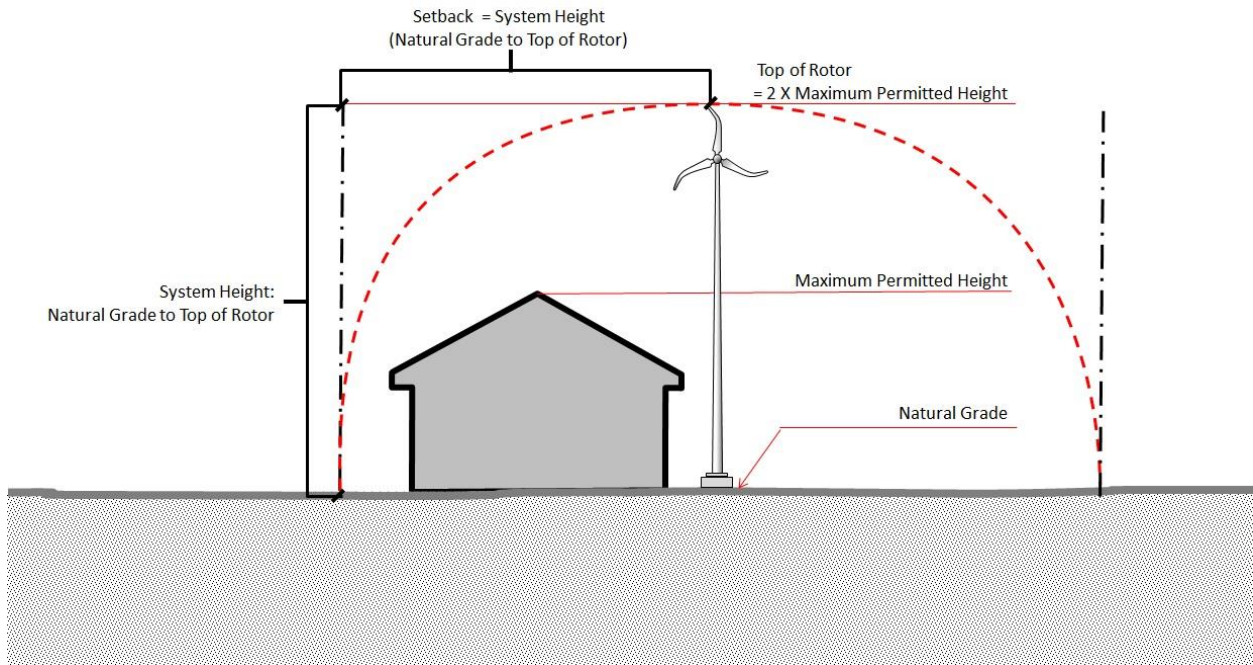 Setback = System Height
(Natural Grade to Top of Rotor)
Top of Rotor
= 2 X Maximum Permitted Height
Maximum Permitted Height
System Height:
Natural Grade to Top of Rotor
Natural Grade